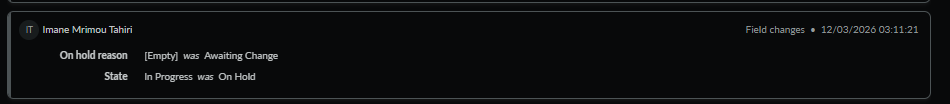 IT Imane Mrimou Tahiri Field changes • 12/03/2026 03:11:21
On hold reason [Empty] was Awaiting Change
State In Progress was On Hold